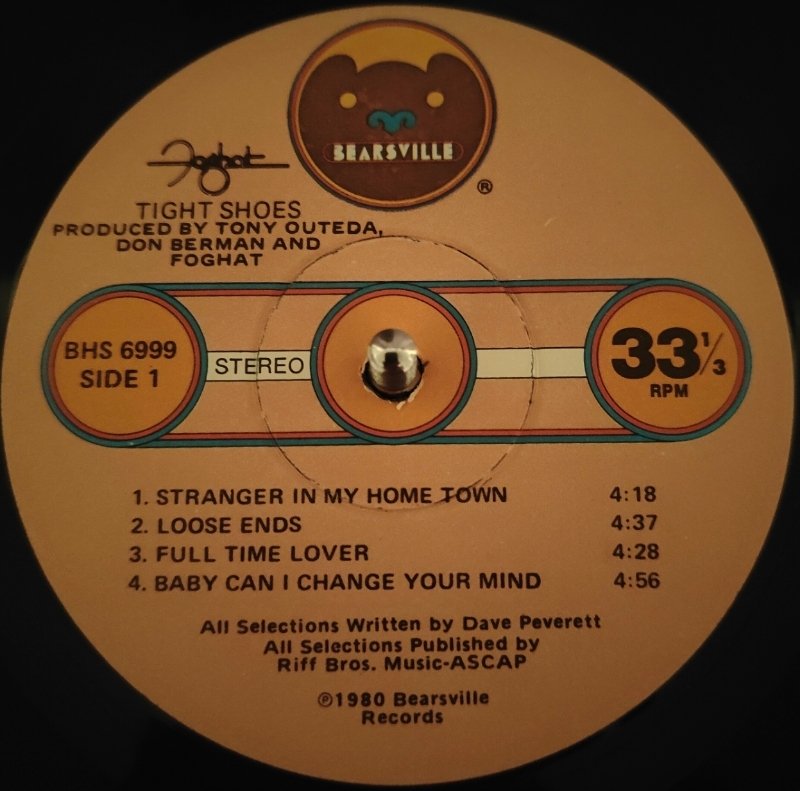 BEARSVILLE
®
Foghat
TIGHT SHOES
PRODUCED BY TONY OUTEDA,
DON BERMAN AND
FOGHAT
BHS 6999
SIDE 1
STEREO
33 1/3
RPM
1. STRANGER IN MY HOME TOWN 4:18
2. LOOSE ENDS 4:37
3. FULL TIME LOVER 4:28
4. BABY CAN I CHANGE YOUR MIND 4:56
All Selections Written by Dave Peverett
All Selections Published by
Riff Bros. Music-ASCAP
℗1980 Bearsville
Records